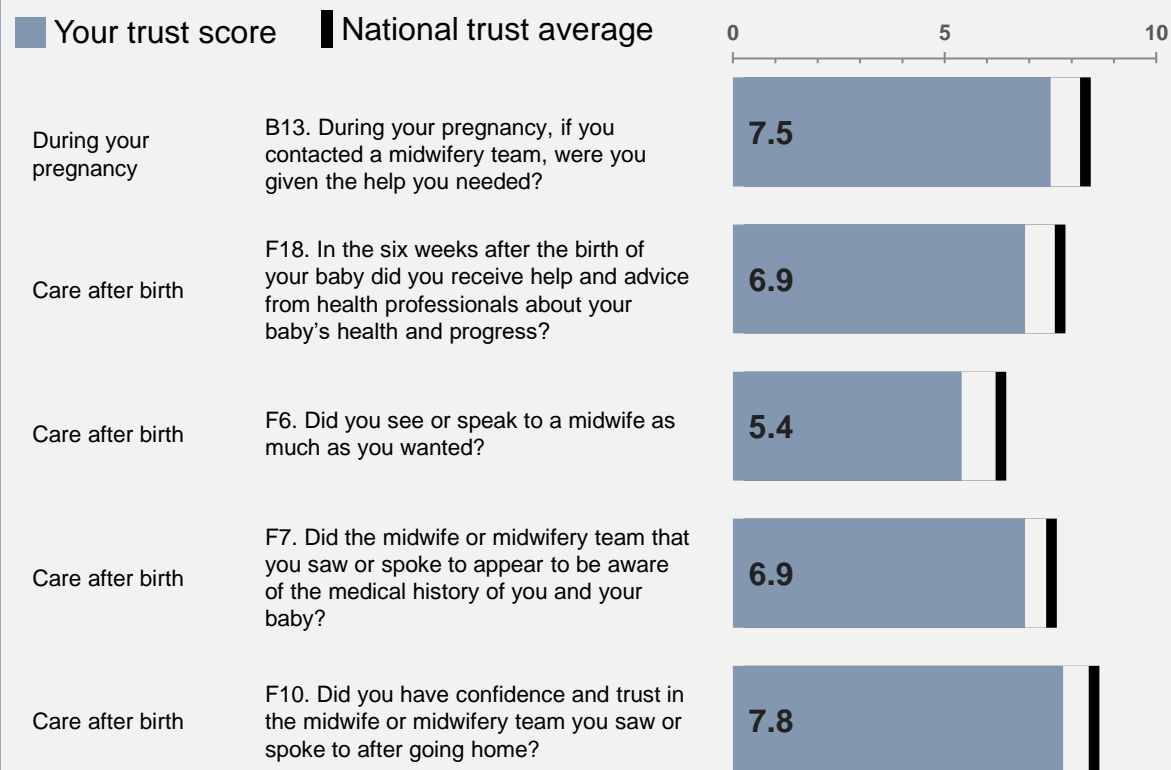 Your trust score
National trust average
0 5 10
During your
pregnancy
B13. During your pregnancy, if you
contacted a midwifery team, were you
given the help you needed?
7.5
Care after birth
F18. In the six weeks after the birth of
your baby did you receive help and advice
from health professionals about your
baby’s health and progress?
6.9
Care after birth
F6. Did you see or speak to a midwife as
much as you wanted?
5.4
Care after birth
F7. Did the midwife or midwifery team that
you saw or spoke to appear to be aware
of the medical history of you and your
baby?
6.9
Care after birth
F10. Did you have confidence and trust in
the midwife or midwifery team you saw or
spoke to after going home?
7.8